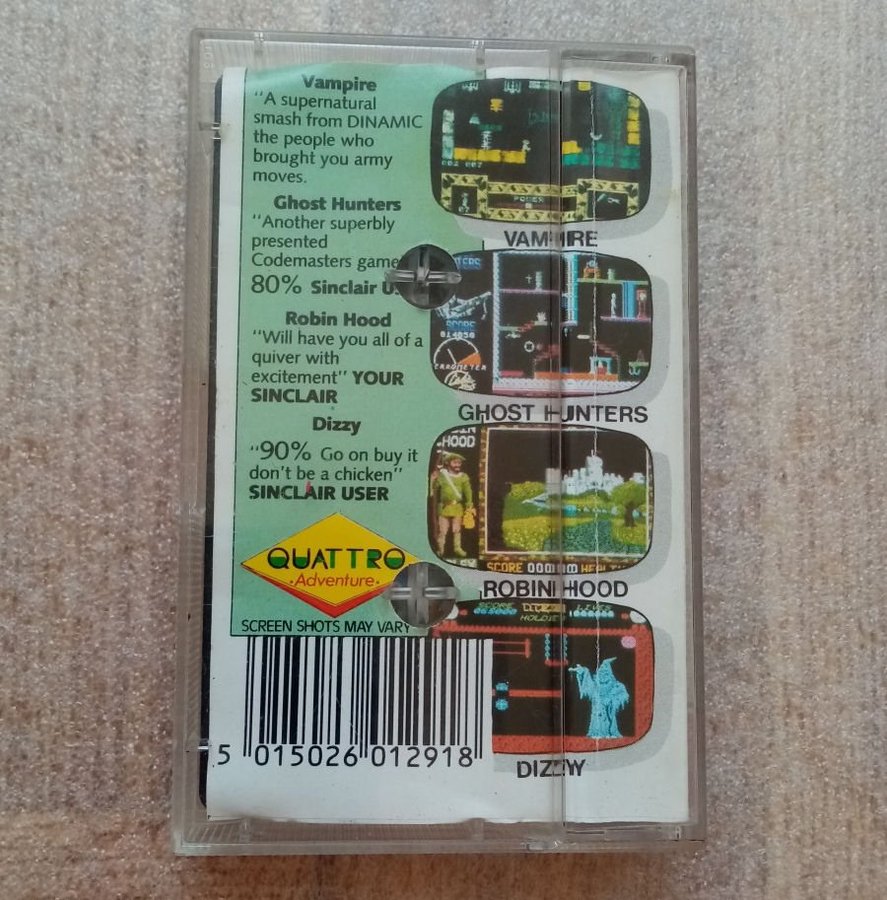 Vampire
"A supernatural
smash from DINAMIC
the people who
brought you army
moves.
Ghost Hunters
"Another superbly
presented
Codemasters game
80% Sinclair
Robin Hood
"Will have you all of a
quiver with
excitement" YOUR
SINCLAIR
Dizzy
"90% Go on buy it
don't be a chicken"
SINCLAIR USER
QUATTRO
Adventure
SCREEN SHOTS MAY VARY
5 015026 012918
POWER
VAMPIRE
SCORE
014850
GHOST HUNTERS
HOOD
SCORE
ROBIN HOOD
SCORE LIVES
DIZZY